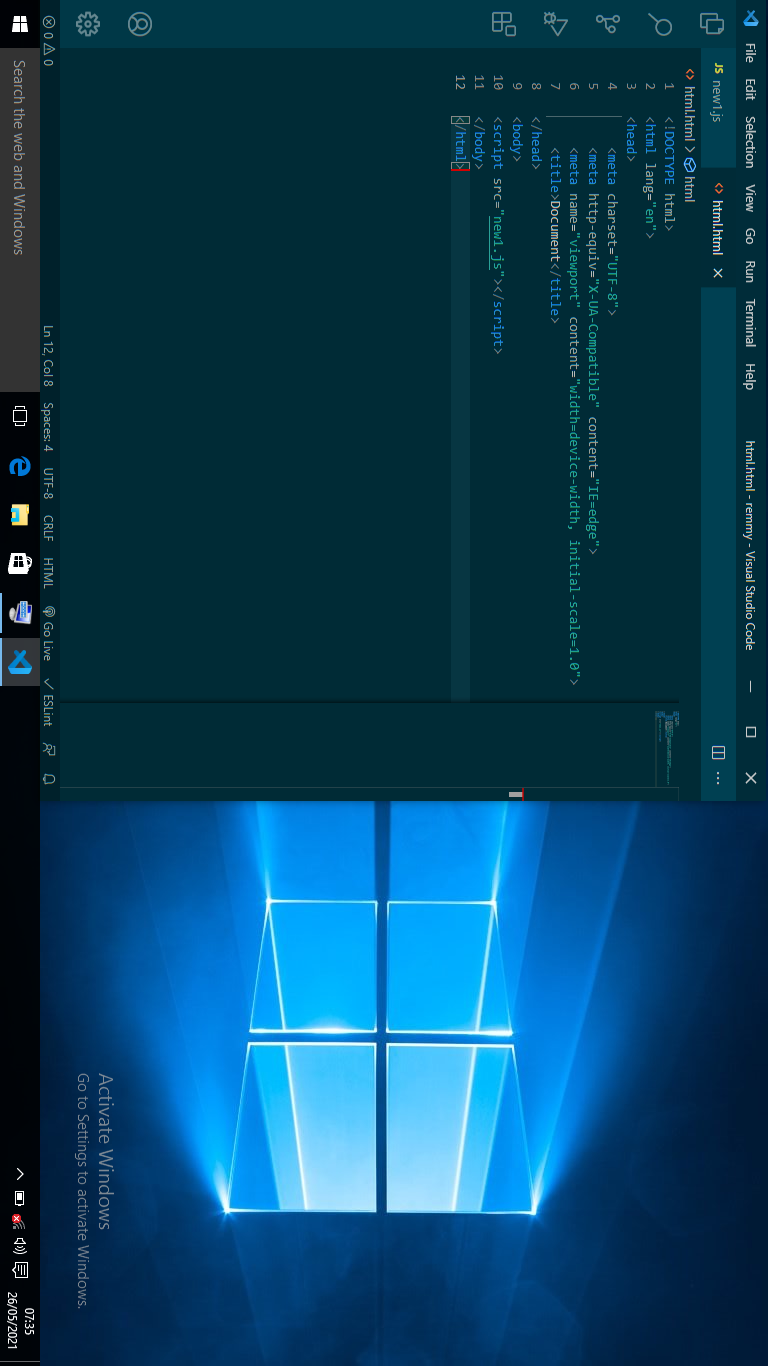 File Edit Selection View Go Run Terminal Help html.html - remmy - Visual Studio Code
JS new1.js <> html.html
<> html.html > html
1 <!DOCTYPE html>
2 <html lang="en">
3 <head>
4 <meta charset="UTF-8">
5 <meta http-equiv="X-UA-Compatible" content="IE=edge">
6 <meta name="viewport" content="width=device-width, initial-scale=1.0">
7 <title>Document</title>
8 </head>
9 <body>
10 <script src="new1.js"></script>
11 </body>
12 </html>
0 0 Ln 12, Col 8 Spaces: 4 UTF-8 CRLF HTML Go Live ESLint
Activate Windows
Go to Settings to activate Windows.
Search the web and Windows
07:35
26/05/2021